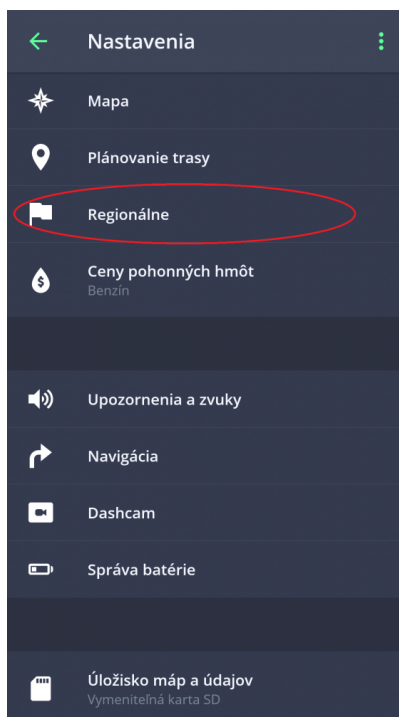 Nastavenia
Mapa
Plánovanie trasy
Regionálne
Ceny pohonných hmôt
Benzín
Upozornenia a zvuky
Navigácia
Dashcam
Správa batérie
Úložisko máp a údajov
Vymeniteľná karta SD